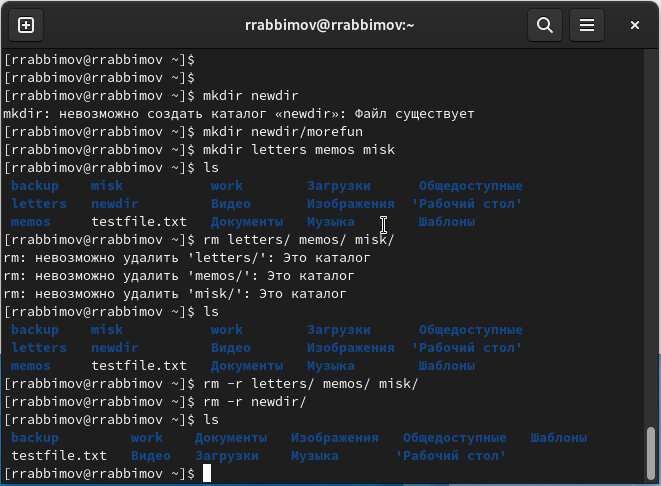 rrabbimov@rrabbimov:~
[rrabbimov@rrabbimov ~]$
[rrabbimov@rrabbimov ~]$
[rrabbimov@rrabbimov ~]$ mkdir newdir
mkdir: невозможно создать каталог «newdir»: Файл существует
[rrabbimov@rrabbimov ~]$ mkdir newdir/morefun
[rrabbimov@rrabbimov ~]$ mkdir letters memos misk
[rrabbimov@rrabbimov ~]$ ls
backup misk work Загрузки Общедоступные
letters newdir Видео Изображения 'Рабочий стол'
memos testfile.txt Документы Музыка Шаблоны
[rrabbimov@rrabbimov ~]$ rm letters/ memos/ misk/
rm: невозможно удалить 'letters/': Это каталог
rm: невозможно удалить 'memos/': Это каталог
rm: невозможно удалить 'misk/': Это каталог
[rrabbimov@rrabbimov ~]$ ls
backup misk work Загрузки Общедоступные
letters newdir Видео Изображения 'Рабочий стол'
memos testfile.txt Документы Музыка Шаблоны
[rrabbimov@rrabbimov ~]$ rm -r letters/ memos/ misk/
[rrabbimov@rrabbimov ~]$ rm -r newdir/
[rrabbimov@rrabbimov ~]$ ls
backup work Документы Изображения Общедоступные Шаблоны
testfile.txt Видео Загрузки Музыка 'Рабочий стол'
[rrabbimov@rrabbimov ~]$